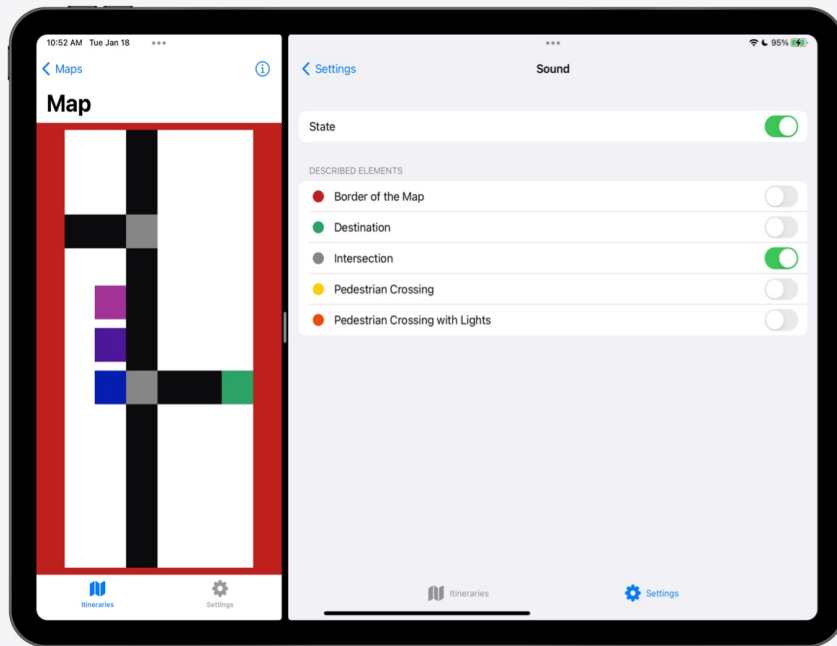 10:52 AM Tue Jan 18
95%
Maps
Map
Itineraries
Settings
Settings
Sound
State
DESCRIBED ELEMENTS
Border of the Map
Destination
Intersection
Pedestrian Crossing
Pedestrian Crossing with Lights
Itineraries
Settings